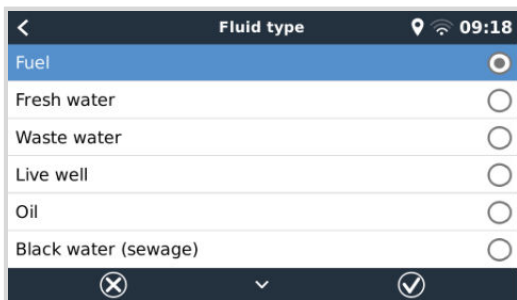 Fluid type 09:18
Fuel
Fresh water
Waste water
Live well
Oil
Black water (sewage)